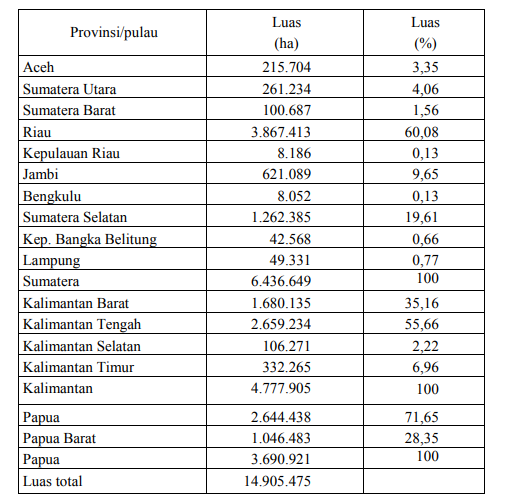 Provinsi/pulau Luas (ha) Luas (%)
Aceh 215.704 3,35
Sumatera Utara 261.234 4,06
Sumatera Barat 100.687 1,56
Riau 3.867.413 60,08
Kepulauan Riau 8.186 0,13
Jambi 621.089 9,65
Bengkulu 8.052 0,13
Sumatera Selatan 1.262.385 19,61
Kep. Bangka Belitung 42.568 0,66
Lampung 49.331 0,77
Sumatera 6.436.649 100
Kalimantan Barat 1.680.135 35,16
Kalimantan Tengah 2.659.234 55,66
Kalimantan Selatan 106.271 2,22
Kalimantan Timur 332.265 6,96
Kalimantan 4.777.905 100
Papua 2.644.438 71,65
Papua Barat 1.046.483 28,35
Papua 3.690.921 100
Luas total 14.905.475